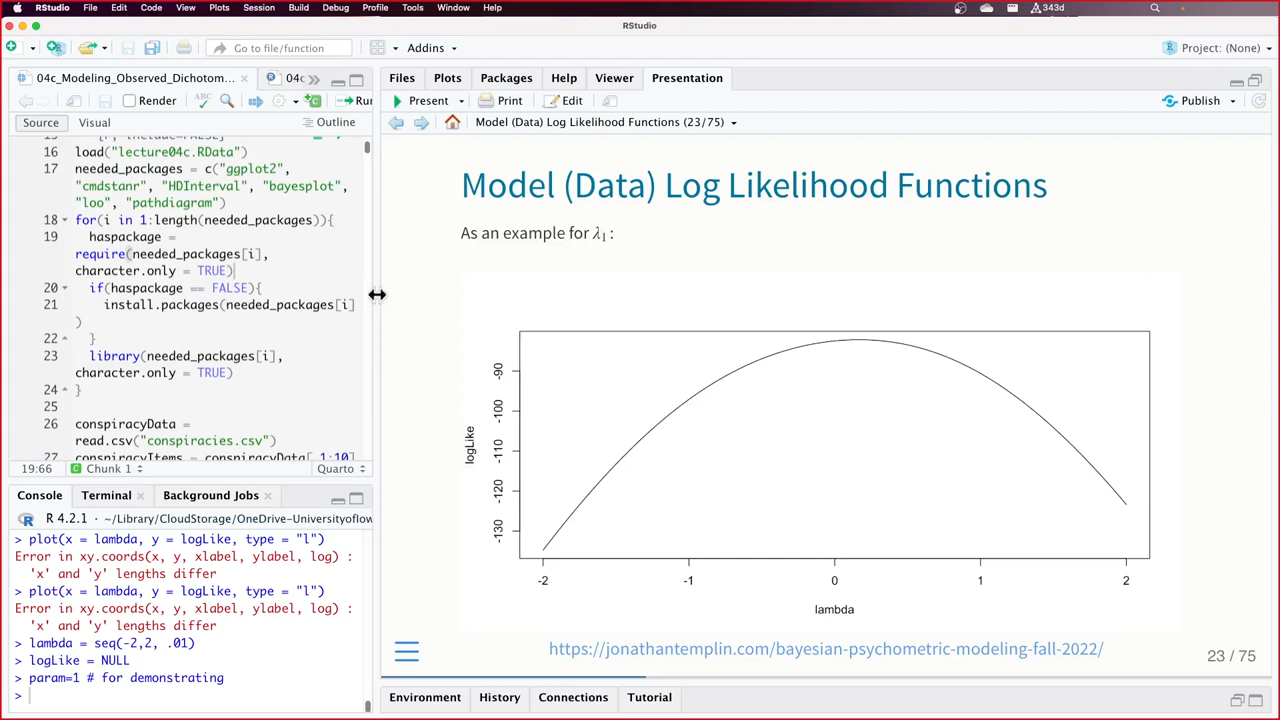 RStudio File Edit Code View Plots Session Build Debug Profile Tools Window Help 343d
RStudio
Go to file/function Addins Project: (None)
04c_Modeling_Observed_Dichotom... 04c
Render Run
Source Visual Outline
16 load("lecture04c.RData")
17 needed_packages = c("ggplot2",
"cmdstanr", "HDInterval", "bayesplot",
"loo", "pathdiagram")
18 for(i in 1:length(needed_packages)){
19 haspackage =
require(needed_packages[i],
character.only = TRUE)
20 if(haspackage == FALSE){
21 install.packages(needed_packages[i]
)
22 }
23 library(needed_packages[i],
character.only = TRUE)
24 }
25
26 conspiracyData =
read.csv("conspiracies.csv")
27 conspiracyItems = conspiracyData[,1:10]
19:66 Chunk 1 Quarto
Console Terminal Background Jobs
R 4.2.1 · ~/Library/CloudStorage/OneDrive-Universityofiow
> plot(x = lambda, y = logLike, type = "l")
Error in xy.coords(x, y, xlabel, ylabel, log) :
'x' and 'y' lengths differ
> plot(x = lambda, y = logLike, type = "l")
Error in xy.coords(x, y, xlabel, ylabel, log) :
'x' and 'y' lengths differ
> lambda = seq(-2,2, .01)
> logLike = NULL
> param=1 # for demonstrating
>
Files Plots Packages Help Viewer Presentation
Present Print Edit Publish
Model (Data) Log Likelihood Functions (23/75)
Model (Data) Log Likelihood Functions
As an example for λ1 :
logLike
-90
-100
-110
-120
-130
-2 -1 0 1 2
lambda
https://jonathantemplin.com/bayesian-psychometric-modeling-fall-2022/
23 / 75
Environment History Connections Tutorial